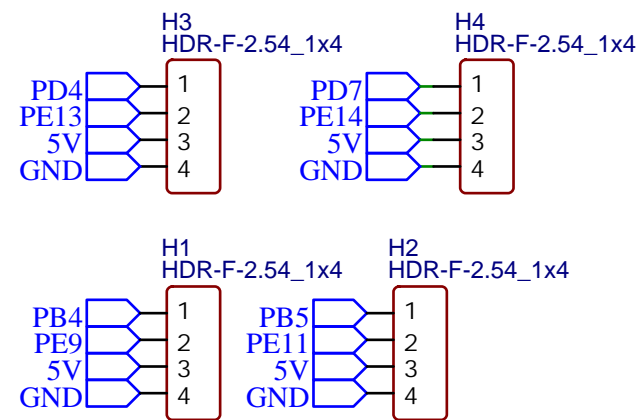 H3
HDR-F-2.54_1x4
PD4 1
PE13 2
5V 3
GND 4
H4
HDR-F-2.54_1x4
PD7 1
PE14 2
5V 3
GND 4
H1
HDR-F-2.54_1x4
PB4 1
PE9 2
5V 3
GND 4
H2
HDR-F-2.54_1x4
PB5 1
PE11 2
5V 3
GND 4